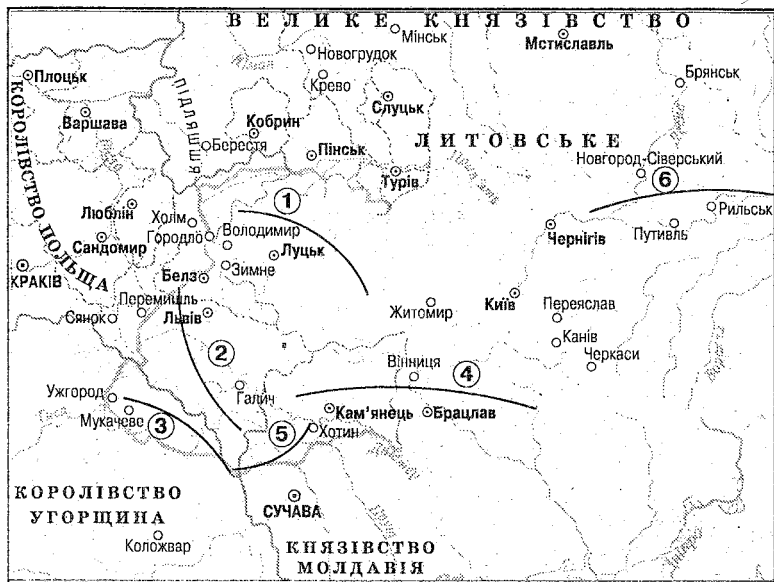 ВЕЛИКЕ КНЯЗІВСТВО
Мінськ
Мстиславль
Новогрудок
Плоцьк
Крево
Брянськ
Слуцьк
ПІДЛЯШШЯ
Варшава
Кобрин
ЛИТОВСЬКЕ
Берестя
Пінськ
Новгород-Сіверський
КОРОЛІВСТВО ПОЛЬЩА
Турів
6
1
Люблін
Холм
Рильськ
Володимир
Чернігів
Путивль
Сандомир
Городло
Луцьк
КРАКІВ
Белз
Зимне
Київ
Перемишль
Житомир
Сянок
Львів
Переяслав
Канів
2
Вінниця
4
Черкаси
Ужгород
Галич
Мукачеве
3
5
Кам'янець
Брацлав
Хотин
КОРОЛІВСТВО
УГОРЩИНА
СУЧАВА
Коложвар
КНЯЗІВСТВО
МОЛДАВІЯ